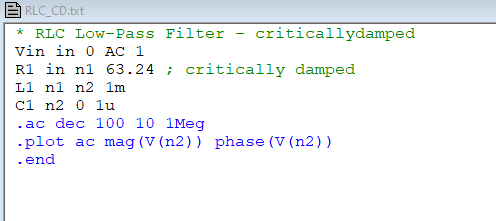 RLC_CD.txt
* RLC Low-Pass Filter - criticallydamped
Vin in 0 AC 1
R1 in n1 63.24 ; critically damped
L1 n1 n2 1m
C1 n2 0 1u
.ac dec 100 10 1Meg
.plot ac mag(V(n2)) phase(V(n2))
.end